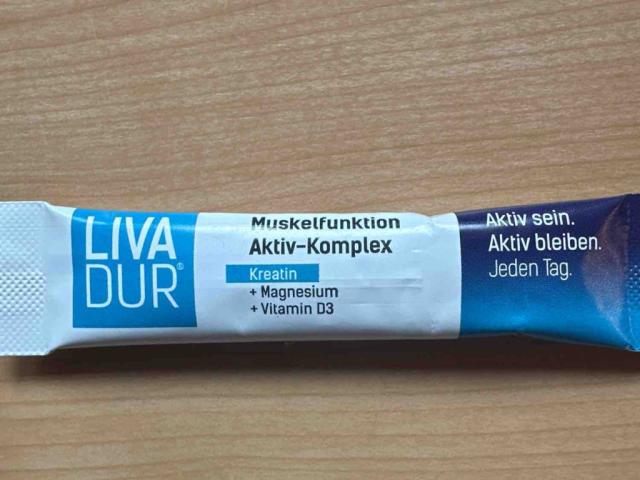 LIVA
DUR®
Muskelfunktion
Aktiv-Komplex
Kreatin
+ Magnesium
+ Vitamin D3
Aktiv sein.
Aktiv bleiben.
Jeden Tag.